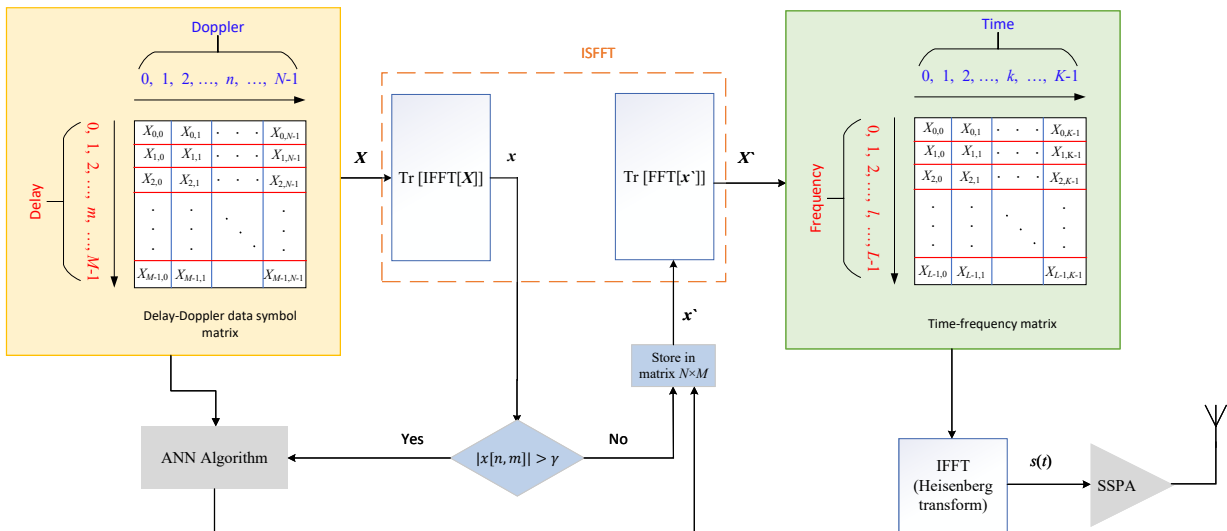 Doppler
0, 1, 2, …, n, …, N-1
Delay
0, 1, 2, …, m, …, M-1
X0,0 X0,1 · · · X0,N-1
X1,0 X1,1 · · · X1,N-1
X2,0 X2,1 · · · X2,N-1
XM-1,0 XM-1,1 XM-1,N-1
Delay-Doppler data symbol
matrix
X
ISFFT
Tr [IFFT[X]]
x
Tr [FFT[x`]]
X`
x`
Store in
matrix N×M
Time
0, 1, 2, …, k, …, K-1
Frequency
0, 1, 2, …, l, …, L-1
X0,0 X0,1 · · · X0,K-1
X1,0 X1,1 · · · X1,K-1
X2,0 X2,1 · · · X2,K-1
XL-1,0 XL-1,1 XL-1,K-1
Time-frequency matrix
ANN Algorithm
Yes
|x[n, m]| > γ
No
IFFT
(Heisenberg
transform)
s(t)
SSPA